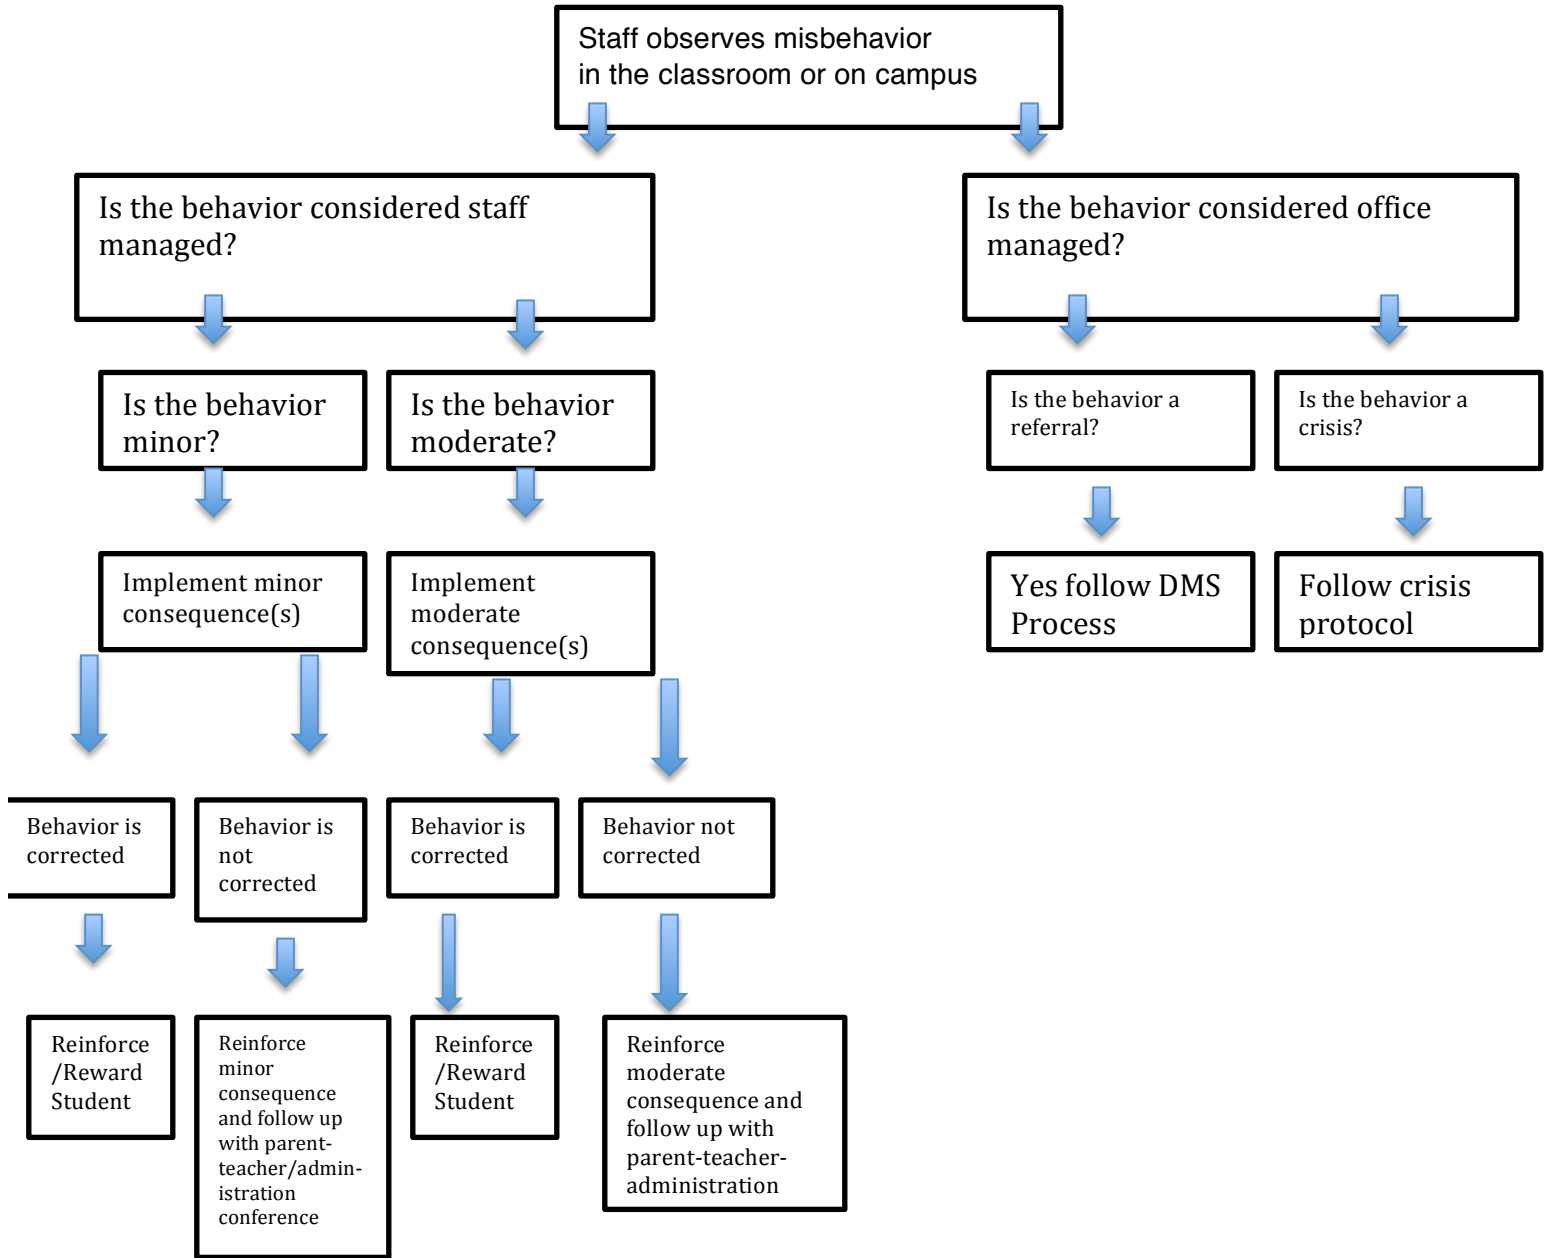 Staff observes misbehavior
in the classroom or on campus
Is the behavior considered staff
managed?
Is the behavior considered office
managed?
Is the behavior
minor?
Is the behavior
moderate?
Is the behavior a
referral?
Is the behavior a
crisis?
Implement minor
consequence(s)
Implement
moderate
consequence(s)
Yes follow DMS
Process
Follow crisis
protocol
Behavior is
corrected
Behavior is
not
corrected
Behavior is
corrected
Behavior not
corrected
Reinforce
/Reward
Student
Reinforce
minor
consequence
and follow up
with parent-
teacher/admin-
istration
conference
Reinforce
/Reward
Student
Reinforce
moderate
consequence and
follow up with
parent-teacher-
administration